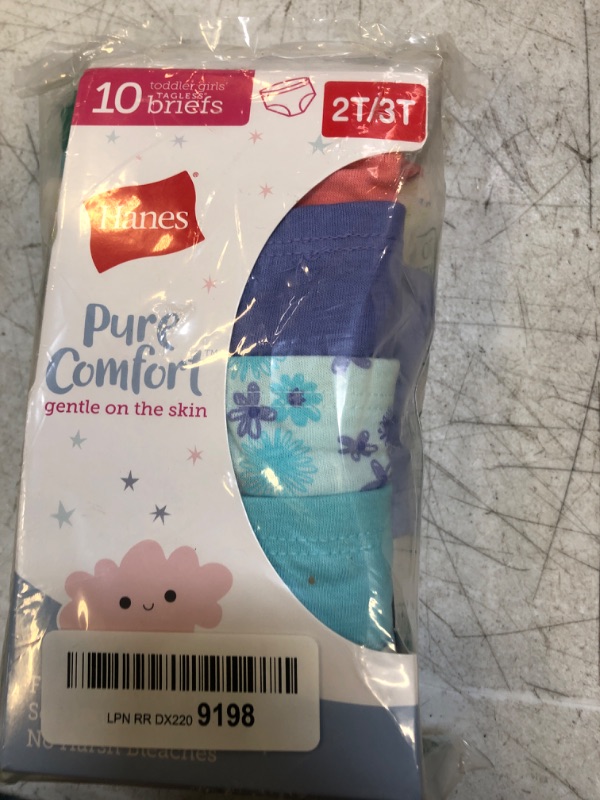 10 toddler girls'
TAGLESS®
briefs
2T/3T
Hanes
Pure
Comfort™
gentle on the skin
LPN RR DX220 9198
No Harsh Bleaches